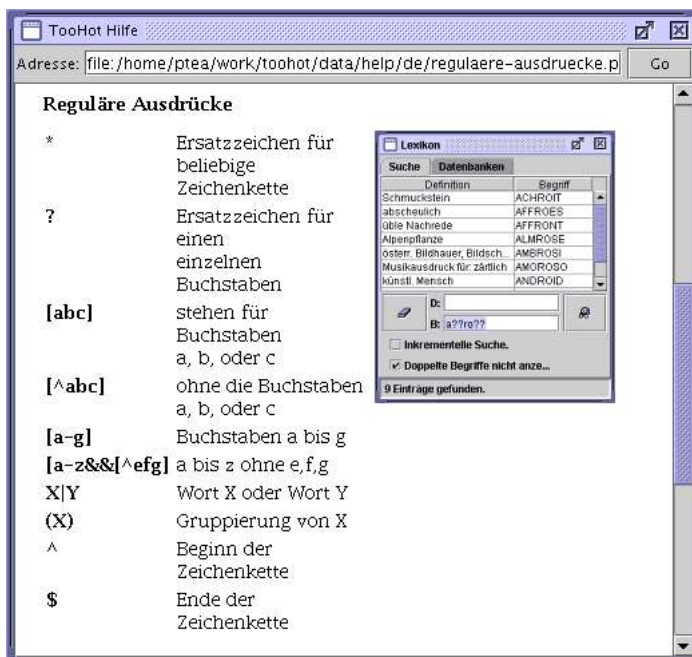 TooHot Hilfe
Adresse: file:/home/ptea/work/toohot/data/help/de/regulaere-ausdruecke.p Go
Reguläre Ausdrücke
* Ersatzzeichen für
beliebige
Zeichenkette
? Ersatzzeichen für
einen
einzelnen
Buchstaben
[abc] stehen für
Buchstaben
a, b, oder c
[^abc] ohne die Buchstaben
a, b, oder c
[a-g] Buchstaben a bis g
[a-z&&[^efg] a bis z ohne e,f,g
X|Y Wort X oder Wort Y
(X) Gruppierung von X
^ Beginn der
Zeichenkette
$ Ende der
Zeichenkette
Lexikon
Suche Datenbanken
Definition Begriff
Schmuckstein ACHROIT
abscheulich AFFROES
üble Nachrede AFFRONT
Alpenpflanze ALMROSE
österr. Bildhauer, Bildsch... AMBROSI
Musikausdruck für: zärtlich AMOROSO
künstl. Mensch ANDROID
D:
B: a??ro??
Inkrementelle Suche.
Doppelte Begriffe nicht anze...
9 Einträge gefunden.